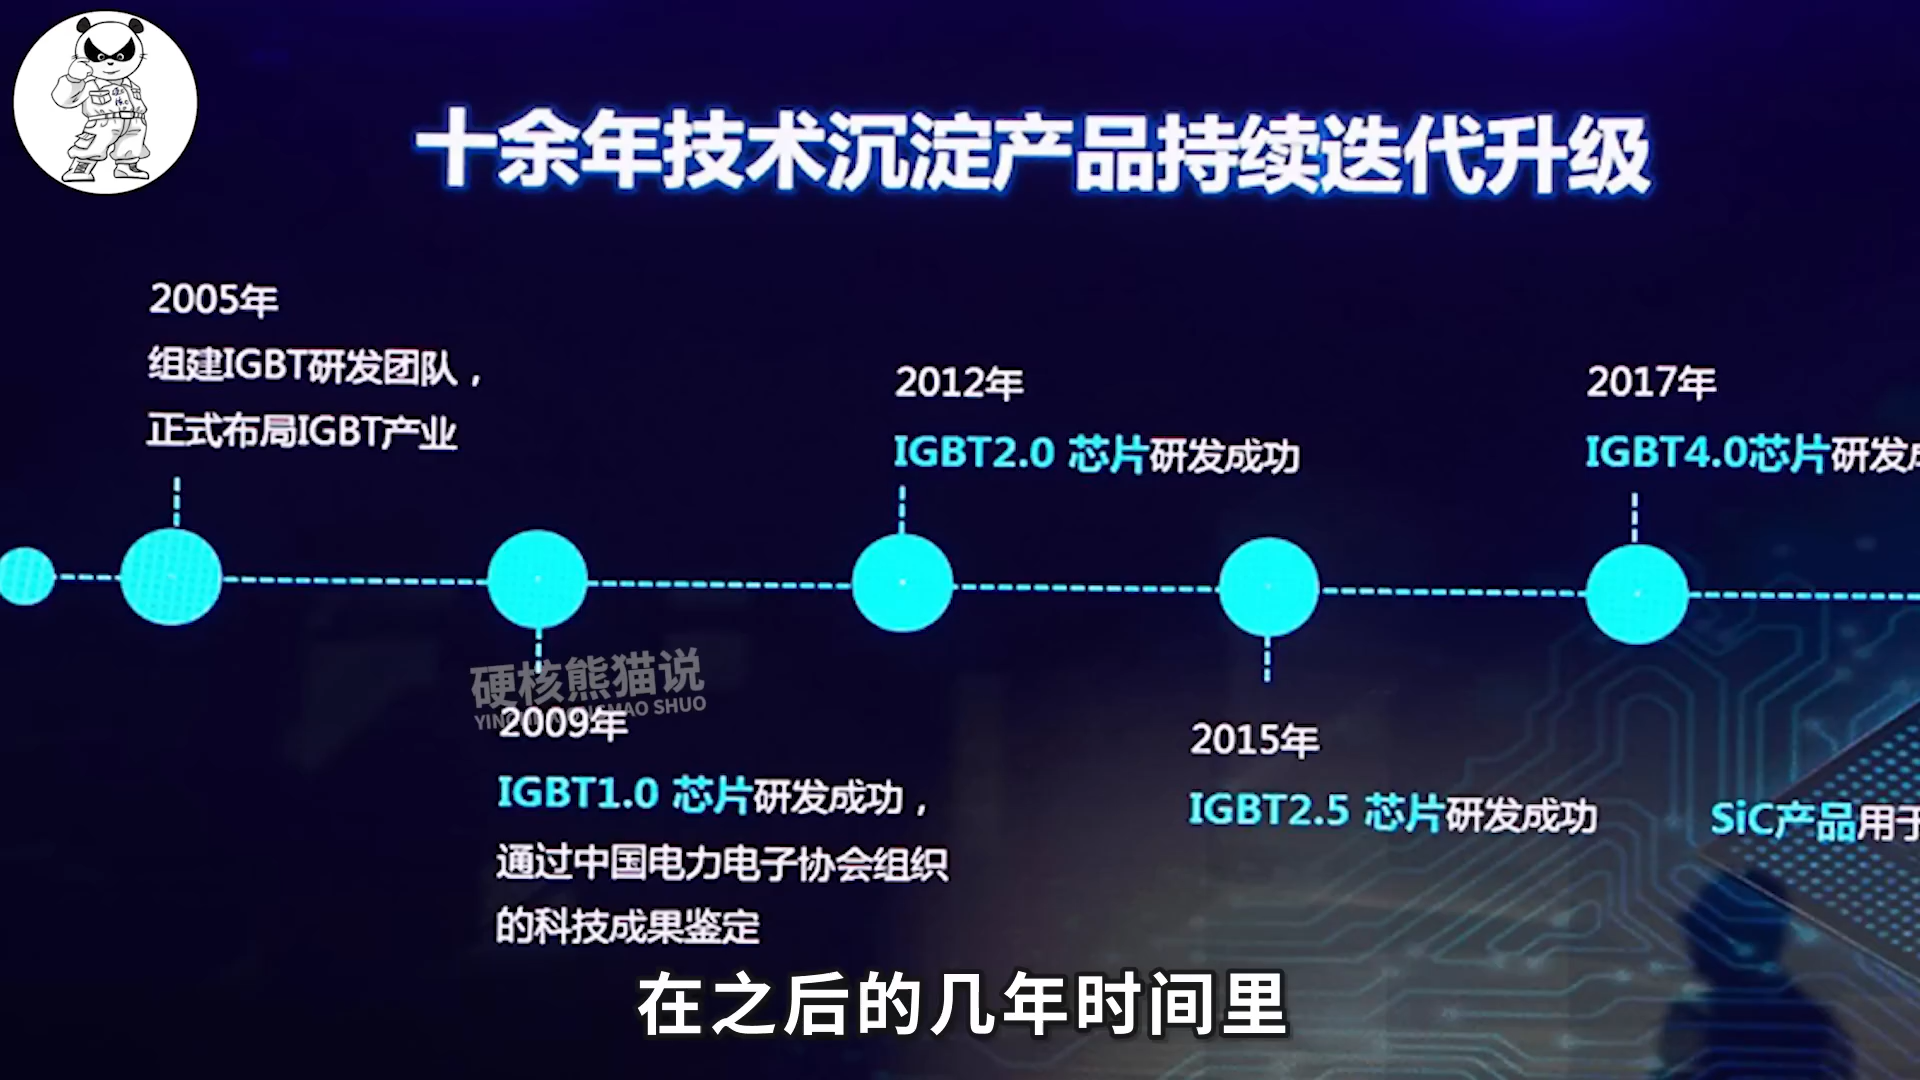 十余年技术沉淀产品持续迭代升级
2005年
组建IGBT研发团队，
正式布局IGBT产业
2012年
IGBT2.0 芯片研发成功
2017年
IGBT4.0芯片研发成
硬核熊猫说
2009年
IGBT1.0 芯片研发成功，
通过中国电力电子协会组织
的科技成果鉴定
2015年
IGBT2.5 芯片研发成功
SiC产品用于
在之后的几年时间里